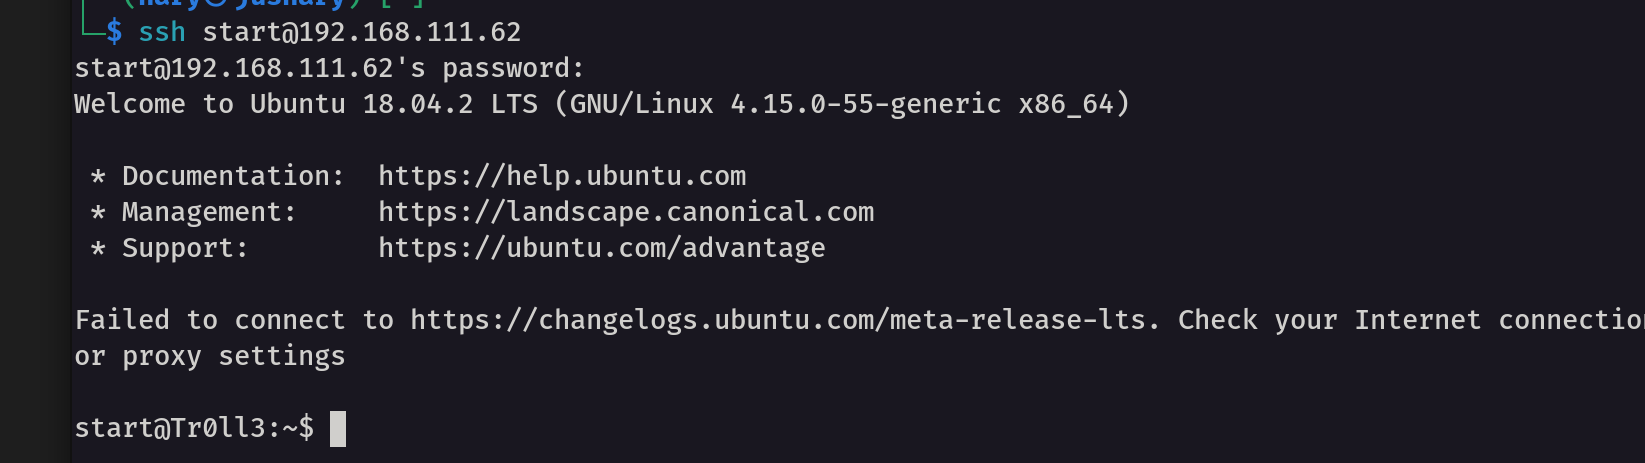 $ ssh start@192.168.111.62
start@192.168.111.62's password:
Welcome to Ubuntu 18.04.2 LTS (GNU/Linux 4.15.0-55-generic x86_64)
* Documentation: https://help.ubuntu.com
* Management: https://landscape.canonical.com
* Support: https://ubuntu.com/advantage
Failed to connect to https://changelogs.ubuntu.com/meta-release-lts. Check your Internet
or proxy settings
start@Tr0ll3:~$